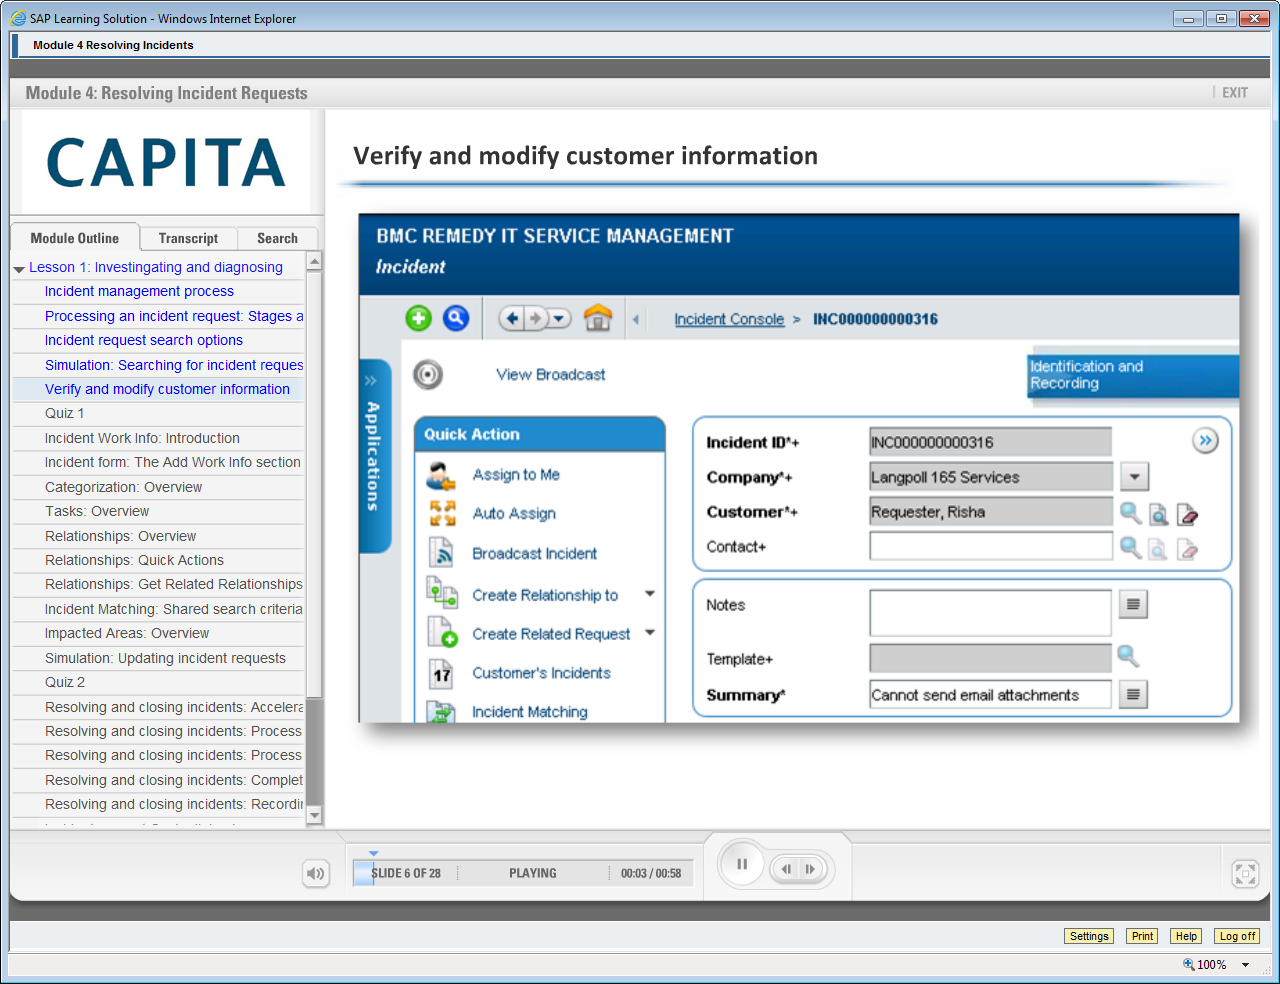 SAP Learning Solution - Windows Internet Explorer
Module 4 Resolving Incidents
Module 4: Resolving Incident Requests
EXIT
CAPITA
Module Outline
Transcript
Search
Lesson 1: Investingating and diagnosing
Incident management process
Processing an incident request: Stages a
Incident request search options
Simulation: Searching for incident reques
Verify and modify customer information
Quiz 1
Incident Work Info: Introduction
Incident form: The Add Work Info section
Categorization: Overview
Tasks: Overview
Relationships: Overview
Relationships: Quick Actions
Relationships: Get Related Relationships
Incident Matching: Shared search criteria
Impacted Areas: Overview
Simulation: Updating incident requests
Quiz 2
Resolving and closing incidents: Accelera
Resolving and closing incidents: Process
Resolving and closing incidents: Process
Resolving and closing incidents: Complet
Resolving and closing incidents: Recordin
Verify and modify customer information
BMC REMEDY IT SERVICE MANAGEMENT
Incident
Incident Console > INC000000000316
Applications
View Broadcast
Identification and
Recording
Quick Action
Assign to Me
Auto Assign
Broadcast Incident
Create Relationship to
Create Related Request
17 Customer's Incidents
Incident Matching
Incident ID*+ INC000000000316
Company*+ Langpoll 165 Services
Customer*+ Requester, Risha
Contact+
Notes
Template+
Summary* Cannot send email attachments
SLIDE 6 OF 28
PLAYING
00:03 / 00:58
Settings
Print
Help
Log off
100%